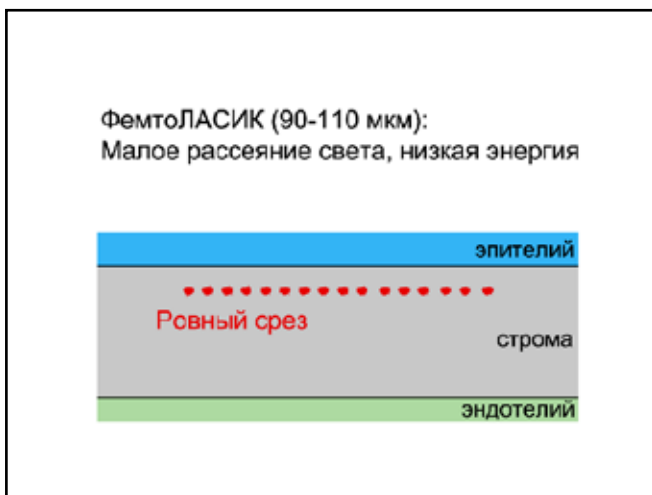 ФемтоЛАСИК (90-110 мкм):
Малое рассеяние света, низкая энергия
эпителий
Ровный срез
строма
эндотелий